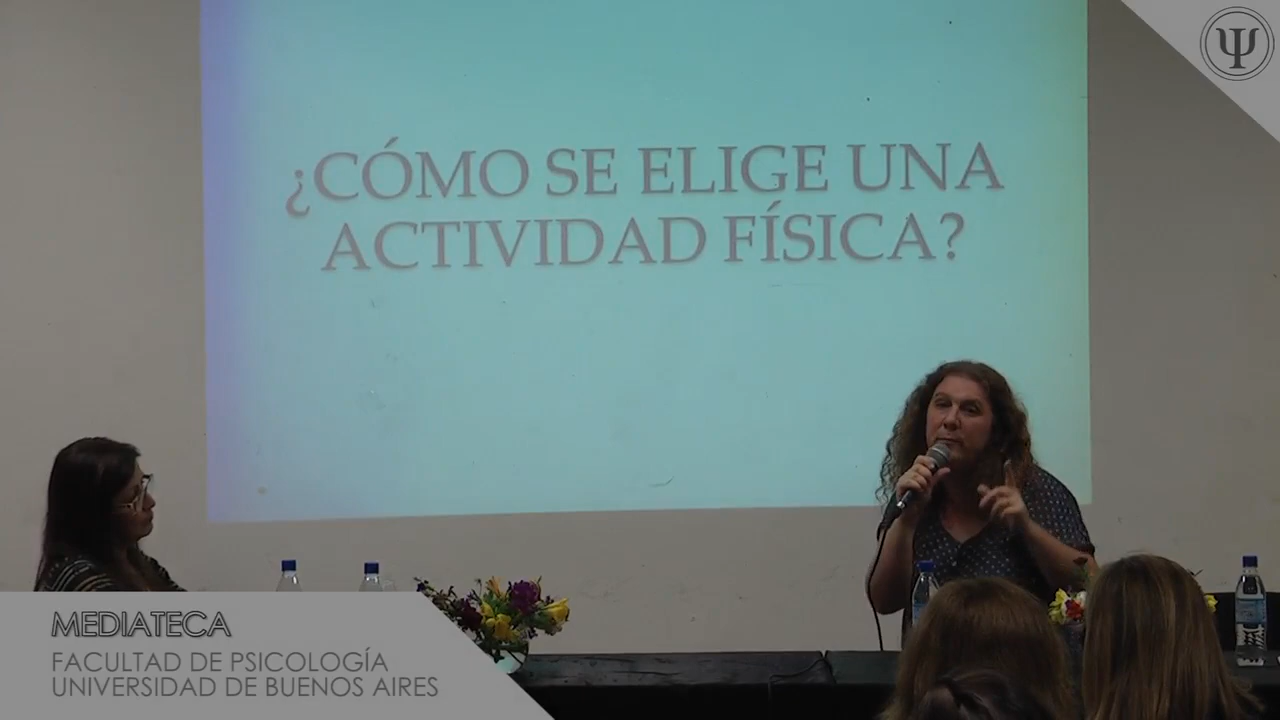 ¿CÓMO SE ELIGE UNA
ACTIVIDAD FÍSICA?
MEDIATECA
FACULTAD DE PSICOLOGÍA
UNIVERSIDAD DE BUENOS AIRES